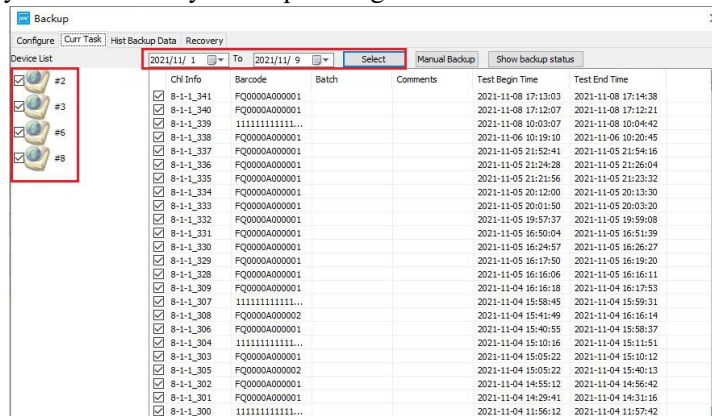 Backup
Configure Curr Task Hist Backup Data Recovery
Device List 2021/11/ 1 To 2021/11/ 9 Select Manual Backup Show backup status
#2
#3
#6
#8
Chl Info Barcode Batch Comments Test Begin Time Test End Time
8-1-1_341 FQ0000A000001 2021-11-08 17:13:03 2021-11-08 17:14:38
8-1-1_340 FQ0000A000001 2021-11-08 17:12:07 2021-11-08 17:12:21
8-1-1_339 11111111111... 2021-11-08 10:03:07 2021-11-08 10:04:42
8-1-1_338 FQ0000A000001 2021-11-06 10:19:10 2021-11-06 10:20:45
8-1-1_337 FQ0000A000001 2021-11-05 21:52:41 2021-11-05 21:54:16
8-1-1_336 FQ0000A000001 2021-11-05 21:24:28 2021-11-05 21:26:04
8-1-1_335 FQ0000A000001 2021-11-05 21:21:56 2021-11-05 21:23:32
8-1-1_334 FQ0000A000001 2021-11-05 20:12:00 2021-11-05 20:13:30
8-1-1_333 FQ0000A000001 2021-11-05 20:01:50 2021-11-05 20:03:20
8-1-1_332 FQ0000A000001 2021-11-05 19:57:37 2021-11-05 19:59:08
8-1-1_331 FQ0000A000001 2021-11-05 16:50:04 2021-11-05 16:51:39
8-1-1_330 FQ0000A000001 2021-11-05 16:24:57 2021-11-05 16:26:27
8-1-1_329 FQ0000A000001 2021-11-05 16:17:50 2021-11-05 16:19:20
8-1-1_328 FQ0000A000001 2021-11-05 16:16:06 2021-11-05 16:16:11
8-1-1_309 FQ0000A000001 2021-11-04 16:16:18 2021-11-04 16:17:53
8-1-1_307 11111111111... 2021-11-04 15:58:45 2021-11-04 15:59:31
8-1-1_308 FQ0000A000002 2021-11-04 15:41:49 2021-11-04 16:16:14
8-1-1_306 FQ0000A000001 2021-11-04 15:40:55 2021-11-04 15:58:37
8-1-1_304 11111111111... 2021-11-04 15:10:16 2021-11-04 15:11:51
8-1-1_303 FQ0000A000001 2021-11-04 15:05:22 2021-11-04 15:10:12
8-1-1_305 FQ0000A000002 2021-11-04 15:05:22 2021-11-04 15:40:13
8-1-1_302 FQ0000A000001 2021-11-04 14:55:12 2021-11-04 14:56:42
8-1-1_301 FQ0000A000001 2021-11-04 14:29:41 2021-11-04 14:31:16
8-1-1_300 11111111111... 2021-11-04 11:56:12 2021-11-04 11:57:42